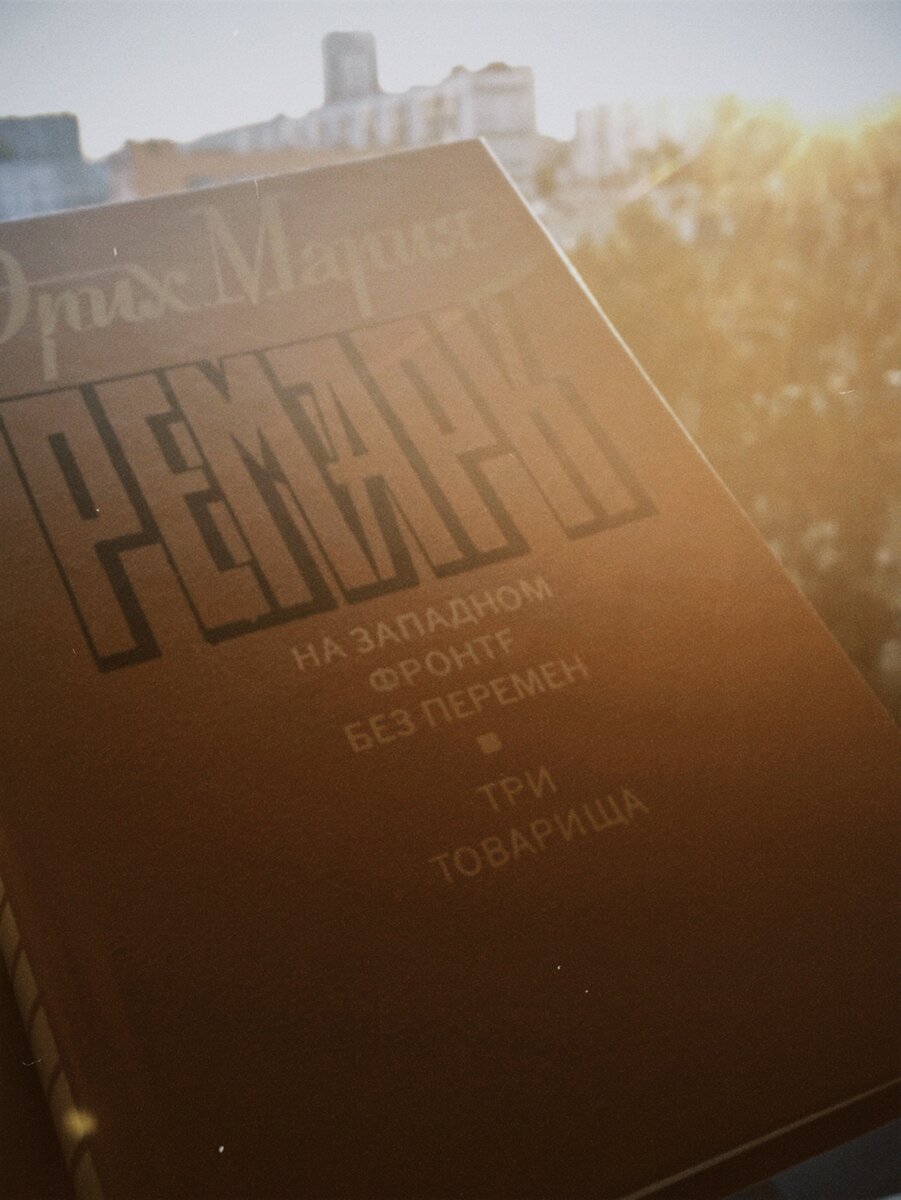 Эрих Мария
РЕМАРК
НА ЗАПАДНОМ
ФРОНТЕ
БЕЗ ПЕРЕМЕН
ТРИ
ТОВАРИЩА